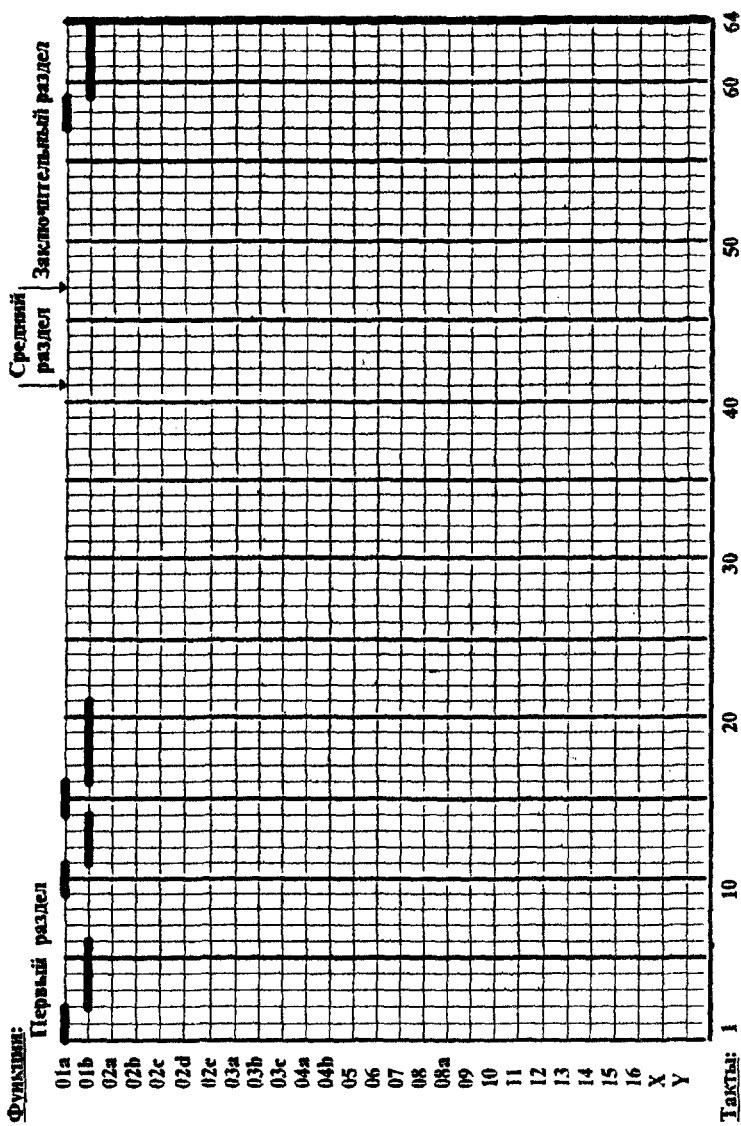 Функции:
Первый раздел
Средний раздел
Заключительный раздел
01a
01b
02a
02b
02c
02d
02e
03a
03b
03c
04a
04b
05
06
07
08
08a
09
10
11
12
13
14
15
16
X
Y
Такты: 1 10 20 30 40 50 60 64